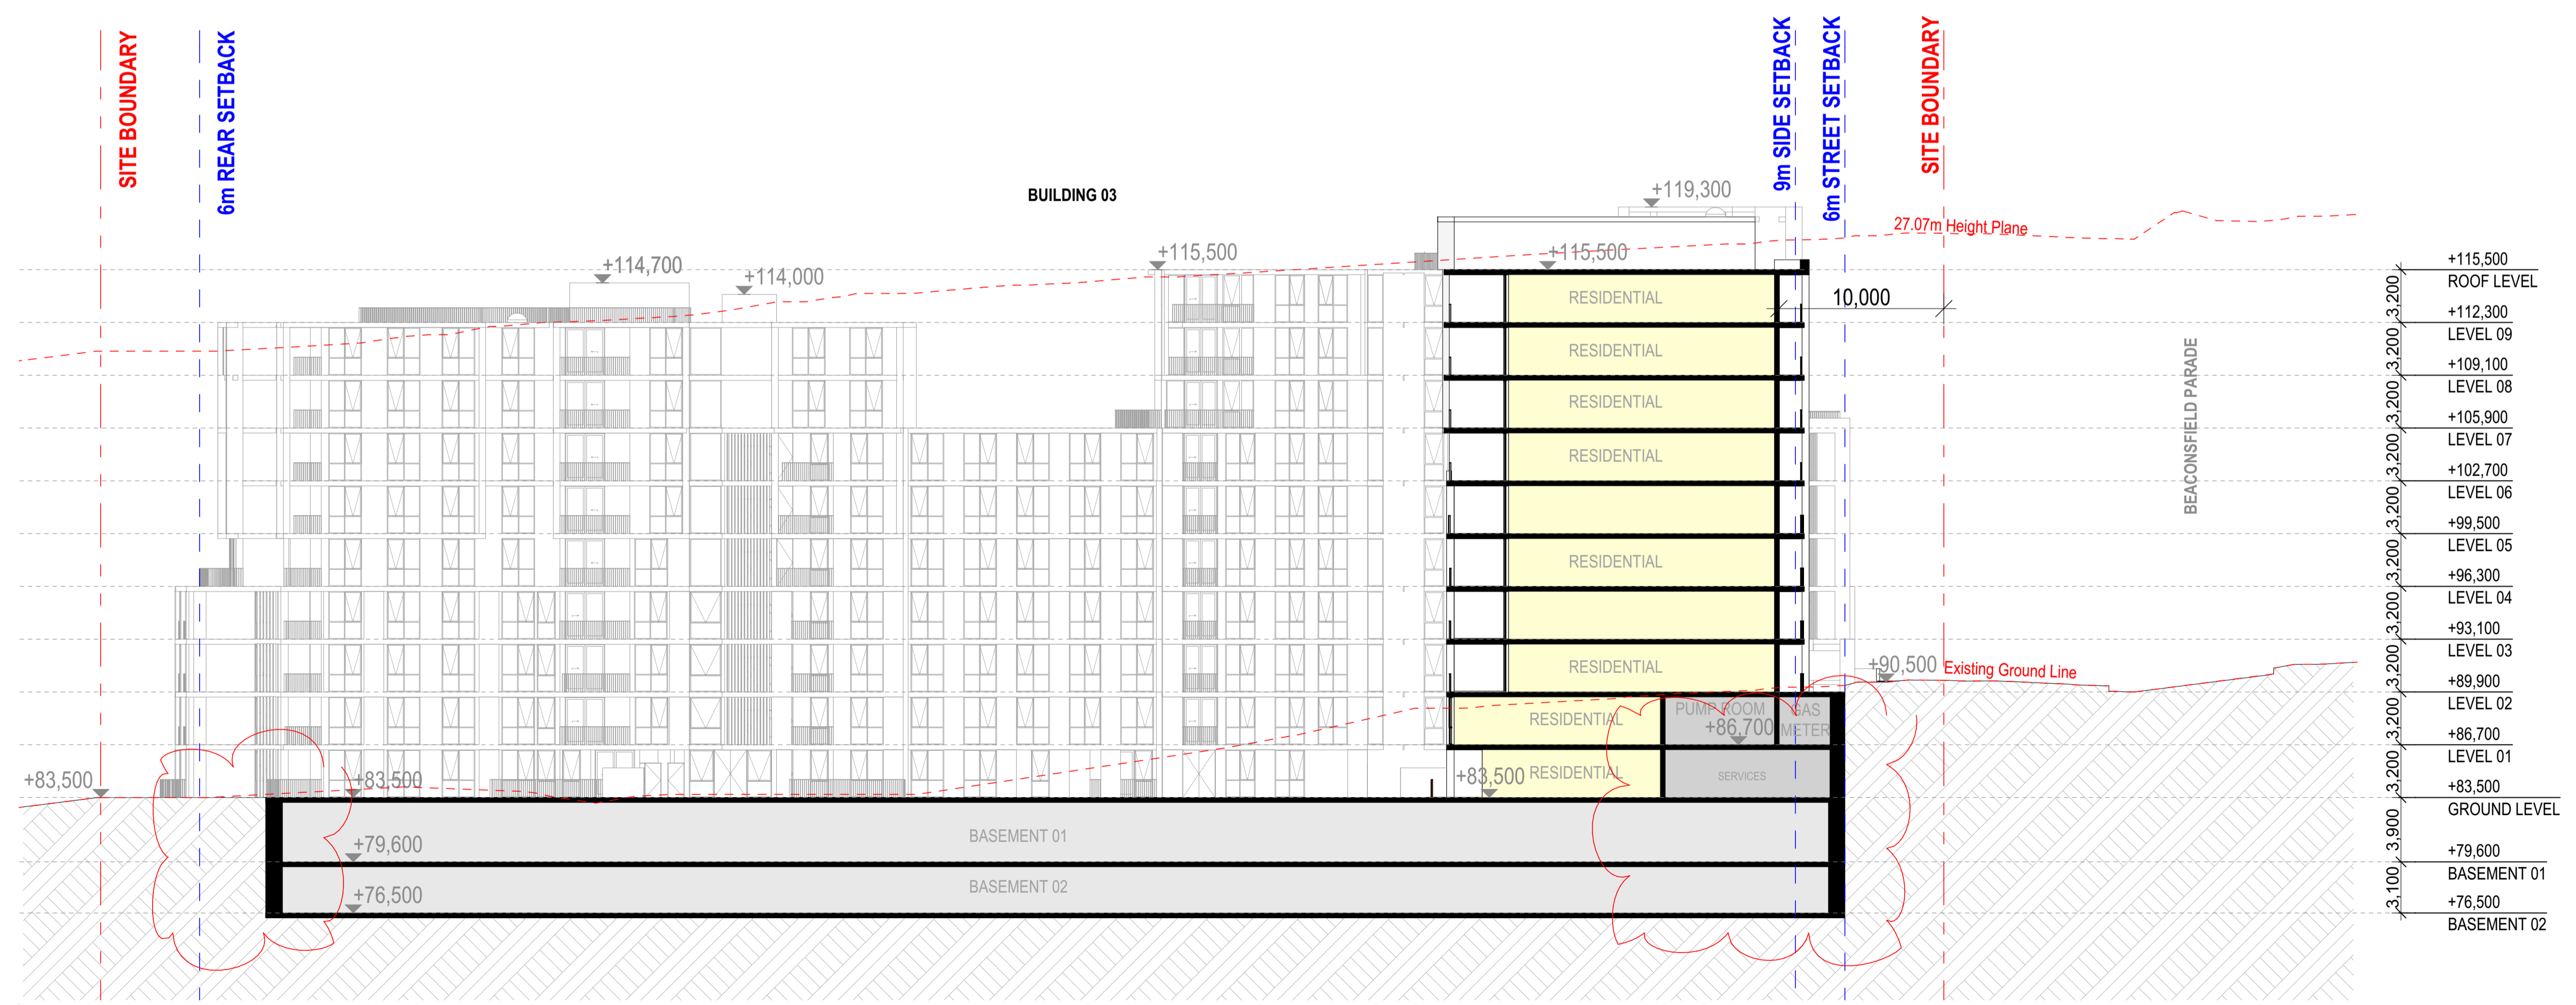 SITE BOUNDARY
6m REAR SETBACK
9m SIDE SETBACK
6m STREET SETBACK
SITE BOUNDARY
BUILDING 03
+119,300
27.07m Height Plane
+114,700
+114,000
+115,500
+115,500
10,000
RESIDENTIAL
RESIDENTIAL
RESIDENTIAL
RESIDENTIAL
RESIDENTIAL
RESIDENTIAL
BEACONSFIELD PARADE
+90,500
Existing Ground Line
RESIDENTIAL
PUMP ROOM
GAS METER
+86,700
+83,500
+83,500
+83,500
RESIDENTIAL
SERVICES
BASEMENT 01
+79,600
BASEMENT 02
+76,500
+115,500
ROOF LEVEL
3,200
+112,300
LEVEL 09
3,200
+109,100
LEVEL 08
3,200
+105,900
LEVEL 07
3,200
+102,700
LEVEL 06
3,200
+99,500
LEVEL 05
3,200
+96,300
LEVEL 04
3,200
+93,100
LEVEL 03
3,200
+89,900
LEVEL 02
3,200
+86,700
LEVEL 01
3,200
+83,500
GROUND LEVEL
3,900
+79,600
BASEMENT 01
3,100
+76,500
BASEMENT 02